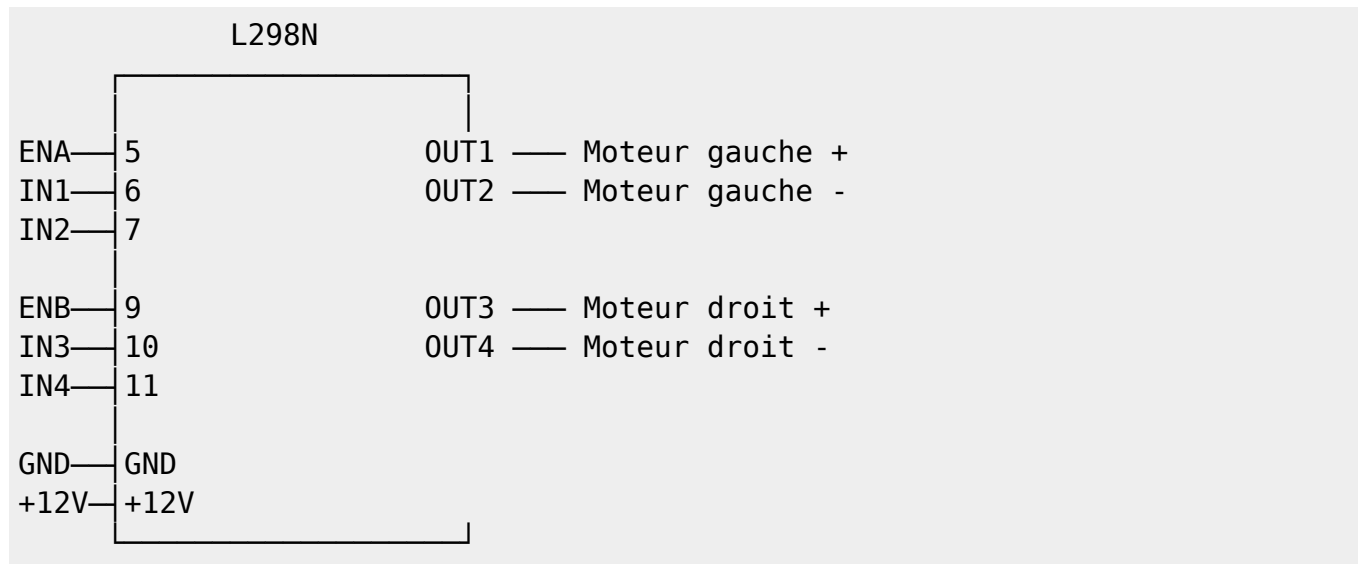 L298N
ENA 5 OUT1 Moteur gauche +
IN1 6 OUT2 Moteur gauche -
IN2 7
ENB 9 OUT3 Moteur droit +
IN3 10 OUT4 Moteur droit -
IN4 11
GND GND
+12V +12V